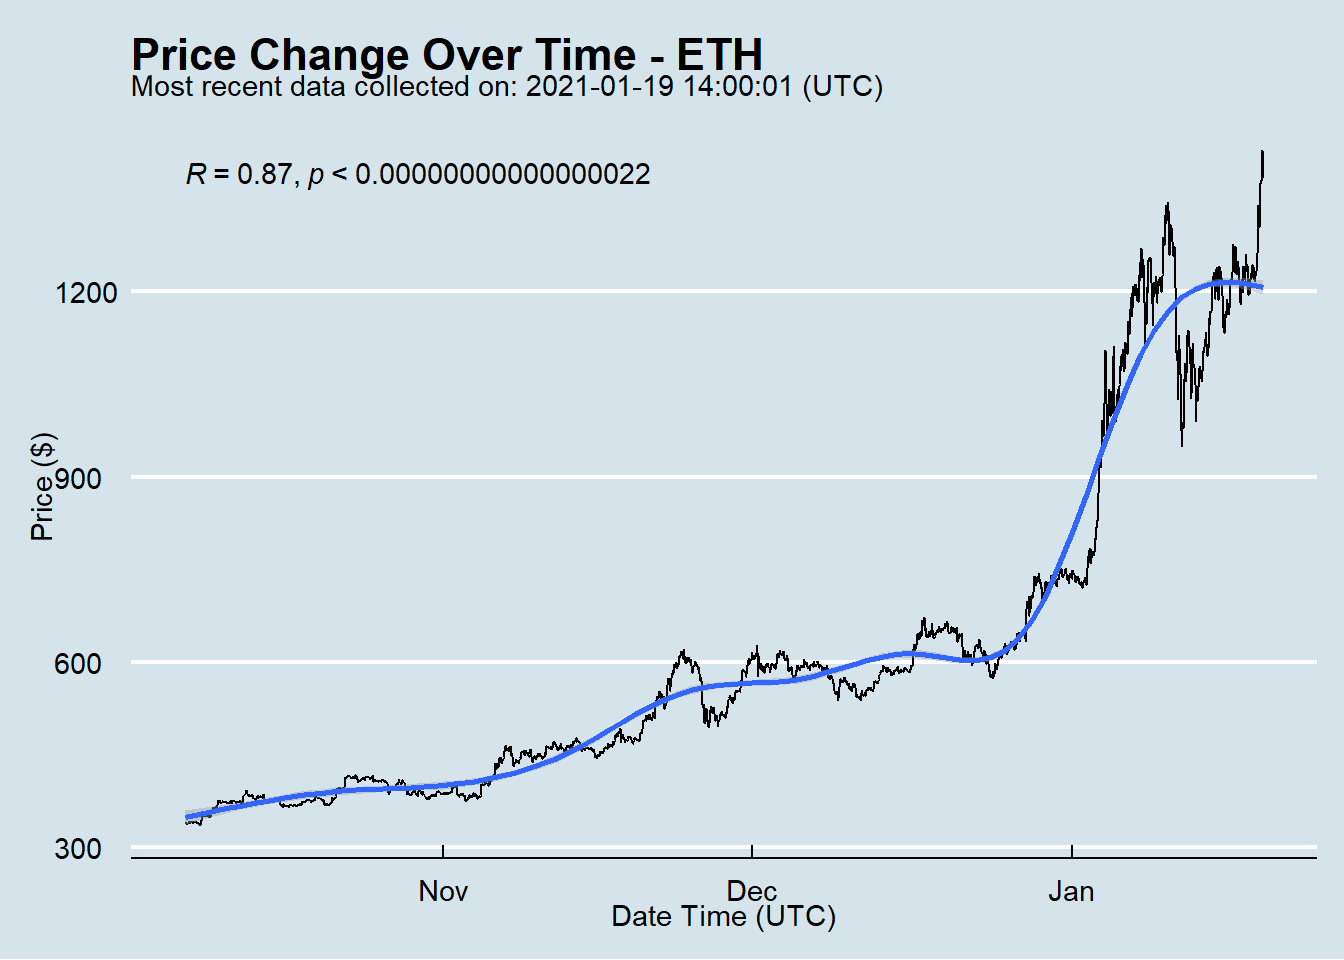 Price Change Over Time - ETH
Most recent data collected on: 2021-01-19 14:00:01 (UTC)
R = 0.87, p < 0.00000000000000022
1200
900
600
300
Price ($)
Nov Dec Jan
Date Time (UTC)